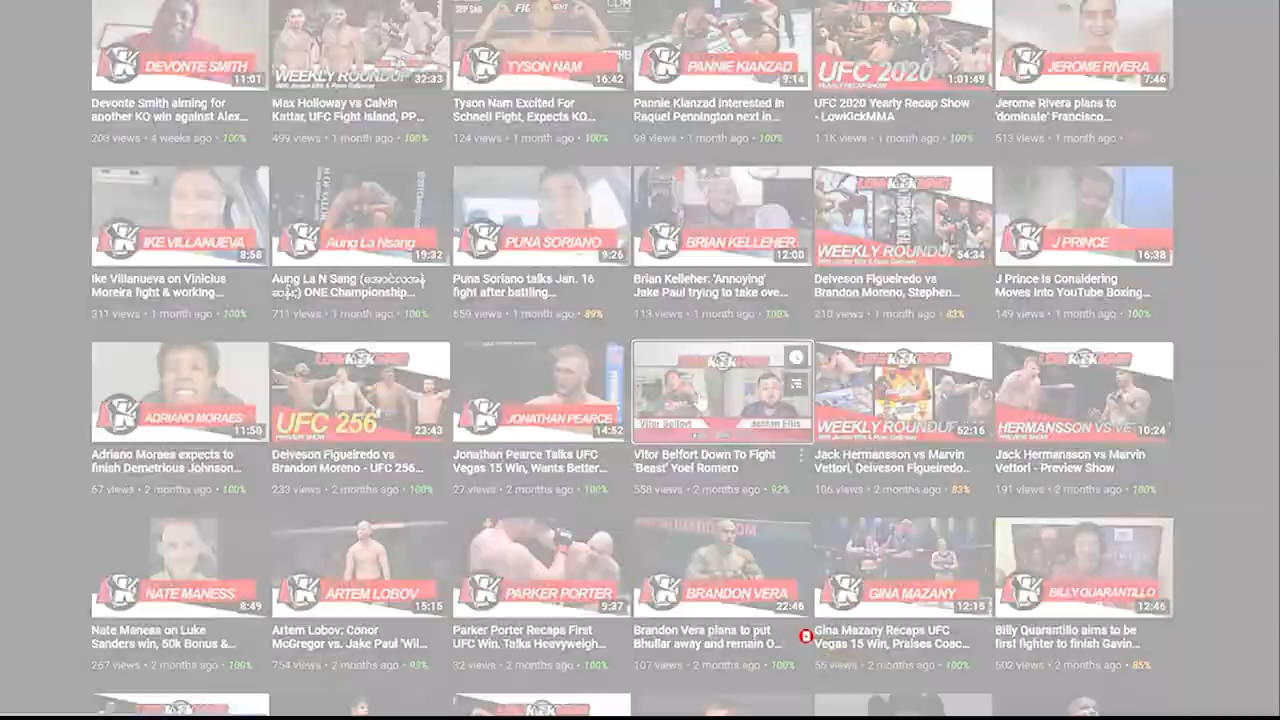 DEVONTE SMITH
11:01
WEEKLY ROUNDUP
32:33
TYSON NAM
16:42
PANNIE KIANZAD
9:14
UFC 2020
1:01:49
JEROME RIVERA
7:46
Devonte Smith aiming for
another KO win against Alex...
203 views • 4 weeks ago • 100%
Max Holloway vs Calvin
Kattar, UFC Fight Island, PP...
499 views • 1 month ago • 100%
Tyson Nam Excited For
Schnell Fight, Expects KO...
124 views • 1 month ago • 100%
Pannie Kianzad Interested In
Raquel Pennington next in...
98 views • 1 month ago • 100%
UFC 2020 Yearly Recap Show
- LowKickMMA
1.1K views • 1 month ago • 100%
Jerome Rivera plans to
'dominate' Francisco...
513 views • 1 month ago •
IKE VILLANUEVA
8:58
Aung La Nsang
19:32
PUNA SORIANO
9:26
BRIAN KELLEHER
12:00
WEEKLY ROUNDUP
54:34
J PRINCE
16:38
Ike Villanueva on Vinicius
Moreira fight & working...
311 views • 1 month ago • 100%
Aung La N Sang (အောင်လအန်
ဆန်း) ONE Championship...
711 views • 1 month ago • 100%
Puna Soriano talks Jan. 16
fight after battling...
659 views • 1 month ago • 89%
Brian Kelleher: 'Annoying'
Jake Paul trying to take ove...
113 views • 1 month ago • 100%
Deiveson Figueiredo vs
Brandon Moreno, Stephen...
210 views • 1 month ago • 83%
J Prince Is Considering
Moves Into YouTube Boxing...
149 views • 1 month ago • 100%
ADRIANO MORAES
11:50
UFC 256
PREVIEW SHOW
23:43
JONATHAN PEARCE
14:52
Vitor Belfort
Jordan Ellis
WEEKLY ROUNDUP
52:16
HERMANSSON VS VE
PREVIEW SHOW
10:24
Adriano Moraes expects to
finish Demetrious Johnson...
67 views • 2 months ago • 100%
Deiveson Figueiredo vs
Brandon Moreno - UFC 256...
233 views • 2 months ago • 100%
Jonathan Pearce Talks UFC
Vegas 15 Win, Wants Better...
27 views • 2 months ago • 100%
Vitor Belfort Down To Fight
'Beast' Yoel Romero
558 views • 2 months ago • 92%
Jack Hermansson vs Marvin
Vettori, Deiveson Figueiredo...
106 views • 2 months ago • 83%
Jack Hermansson vs Marvin
Vettori - Preview Show
191 views • 2 months ago • 100%
NATE MANESS
8:49
ARTEM LOBOV
15:15
PARKER PORTER
9:37
BRANDON VERA
22:46
GINA MAZANY
12:15
BILLY QUARANTILLO
12:46
Nate Maness on Luke
Sanders win, 50k Bonus &...
267 views • 2 months ago • 100%
Artem Lobov: Conor
McGregor vs. Jake Paul 'Wil...
754 views • 2 months ago • 93%
Parker Porter Recaps First
UFC Win, Talks Heavyweigh...
32 views • 2 months ago • 100%
Brandon Vera plans to put
Bhullar away and remain O...
107 views • 2 months ago • 100%
Gina Mazany Recaps UFC
Vegas 15 Win, Praises Coac...
56 views • 2 months ago • 100%
Billy Quarantillo aims to be
first fighter to finish Gavin...
502 views • 2 months ago • 85%